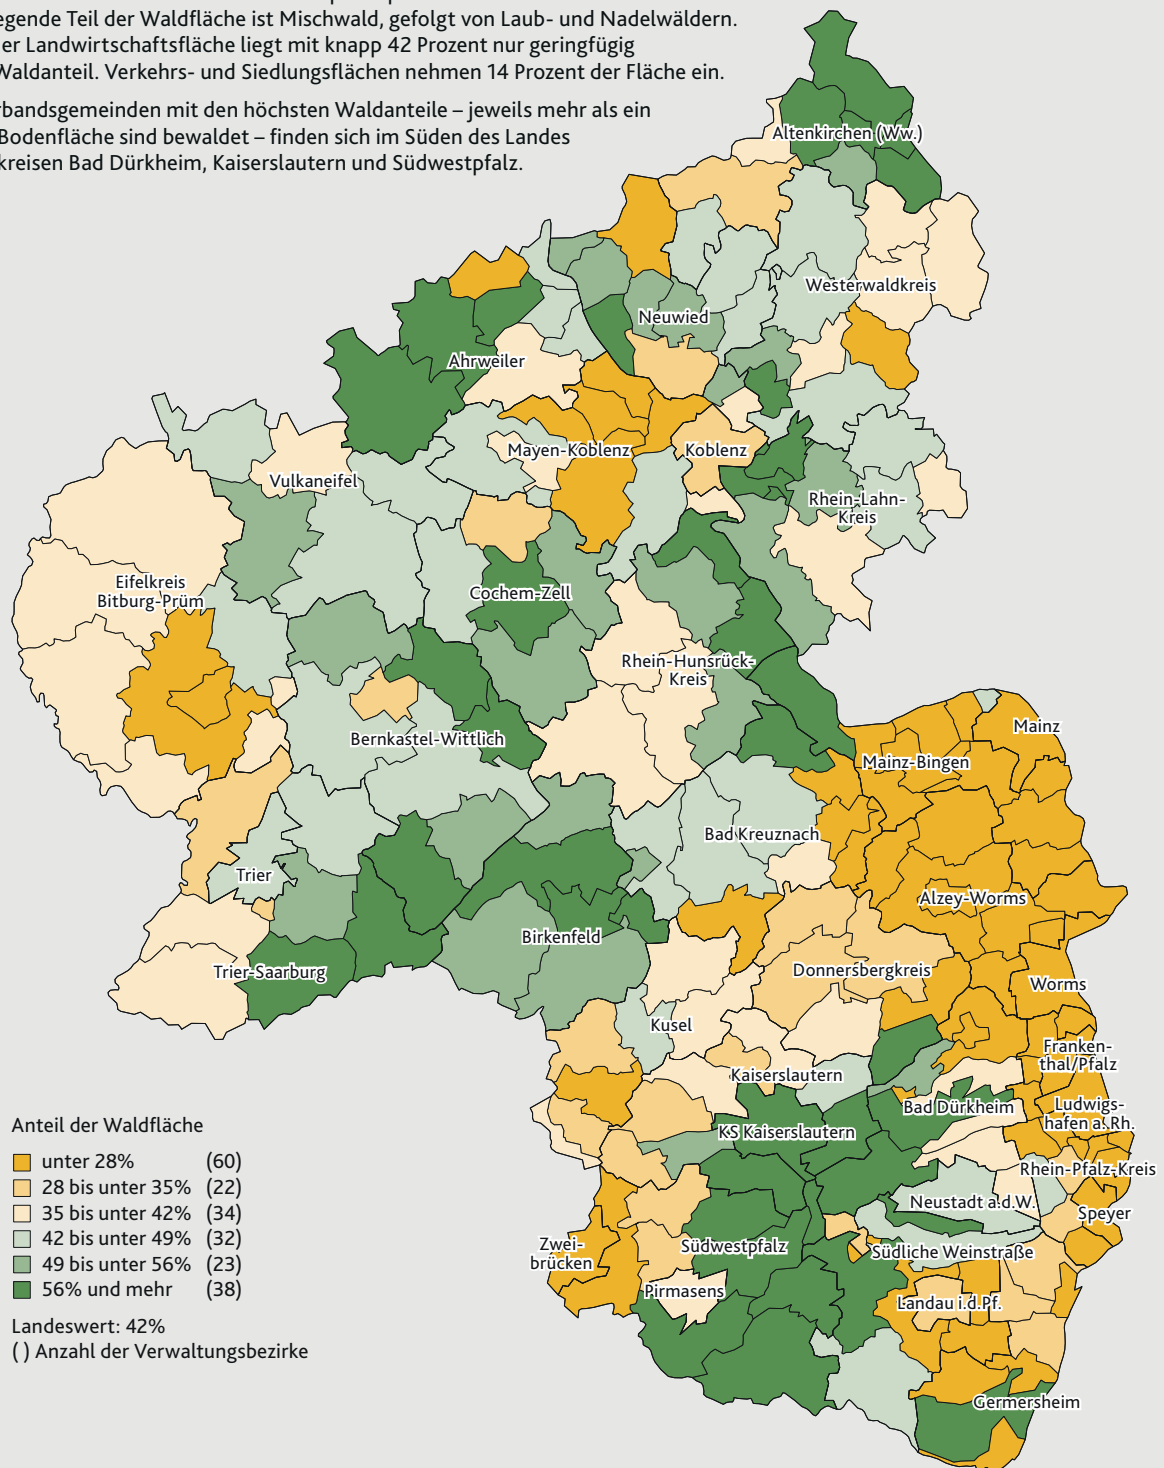 egende Teil der Waldfläche ist Mischwald, gefolgt von Laub- und Nadelwäldern.
er Landwirtschaftsfläche liegt mit knapp 42 Prozent nur geringfügig
Waldanteil. Verkehrs- und Siedlungsflächen nehmen 14 Prozent der Fläche ein.
rbandsgemeinden mit den höchsten Waldanteile – jeweils mehr als ein
Bodenfläche sind bewaldet – finden sich im Süden des Landes
kreisen Bad Dürkheim, Kaiserslautern und Südwestpfalz.
Altenkirchen (Ww.)
Westerwaldkreis
Neuwied
Ahrweiler
Mayen-Koblenz
Koblenz
Vulkaneifel
Rhein-Lahn-
Kreis
Eifelkreis
Bitburg-Prüm
Cochem-Zell
Rhein-Hunsrück-
Kreis
Bernkastel-Wittlich
Mainz
Mainz-Bingen
Bad Kreuznach
Trier
Alzey-Worms
Birkenfeld
Trier-Saarburg
Donnersbergkreis
Worms
Kusel
Franken-
thal/Pfalz
Kaiserslautern
Bad Dürkheim
Ludwigs-
hafen a. Rh.
KS Kaiserslautern
Rhein-Pfalz-Kreis
Neustadt a.d.W.
Speyer
Zwei-
brücken
Südwestpfalz
Südliche Weinstraße
Pirmasens
Landau i.d.Pf.
Germersheim
Anteil der Waldfläche
unter 28% (60)
28 bis unter 35% (22)
35 bis unter 42% (34)
42 bis unter 49% (32)
49 bis unter 56% (23)
56% und mehr (38)
Landeswert: 42%
( ) Anzahl der Verwaltungsbezirke